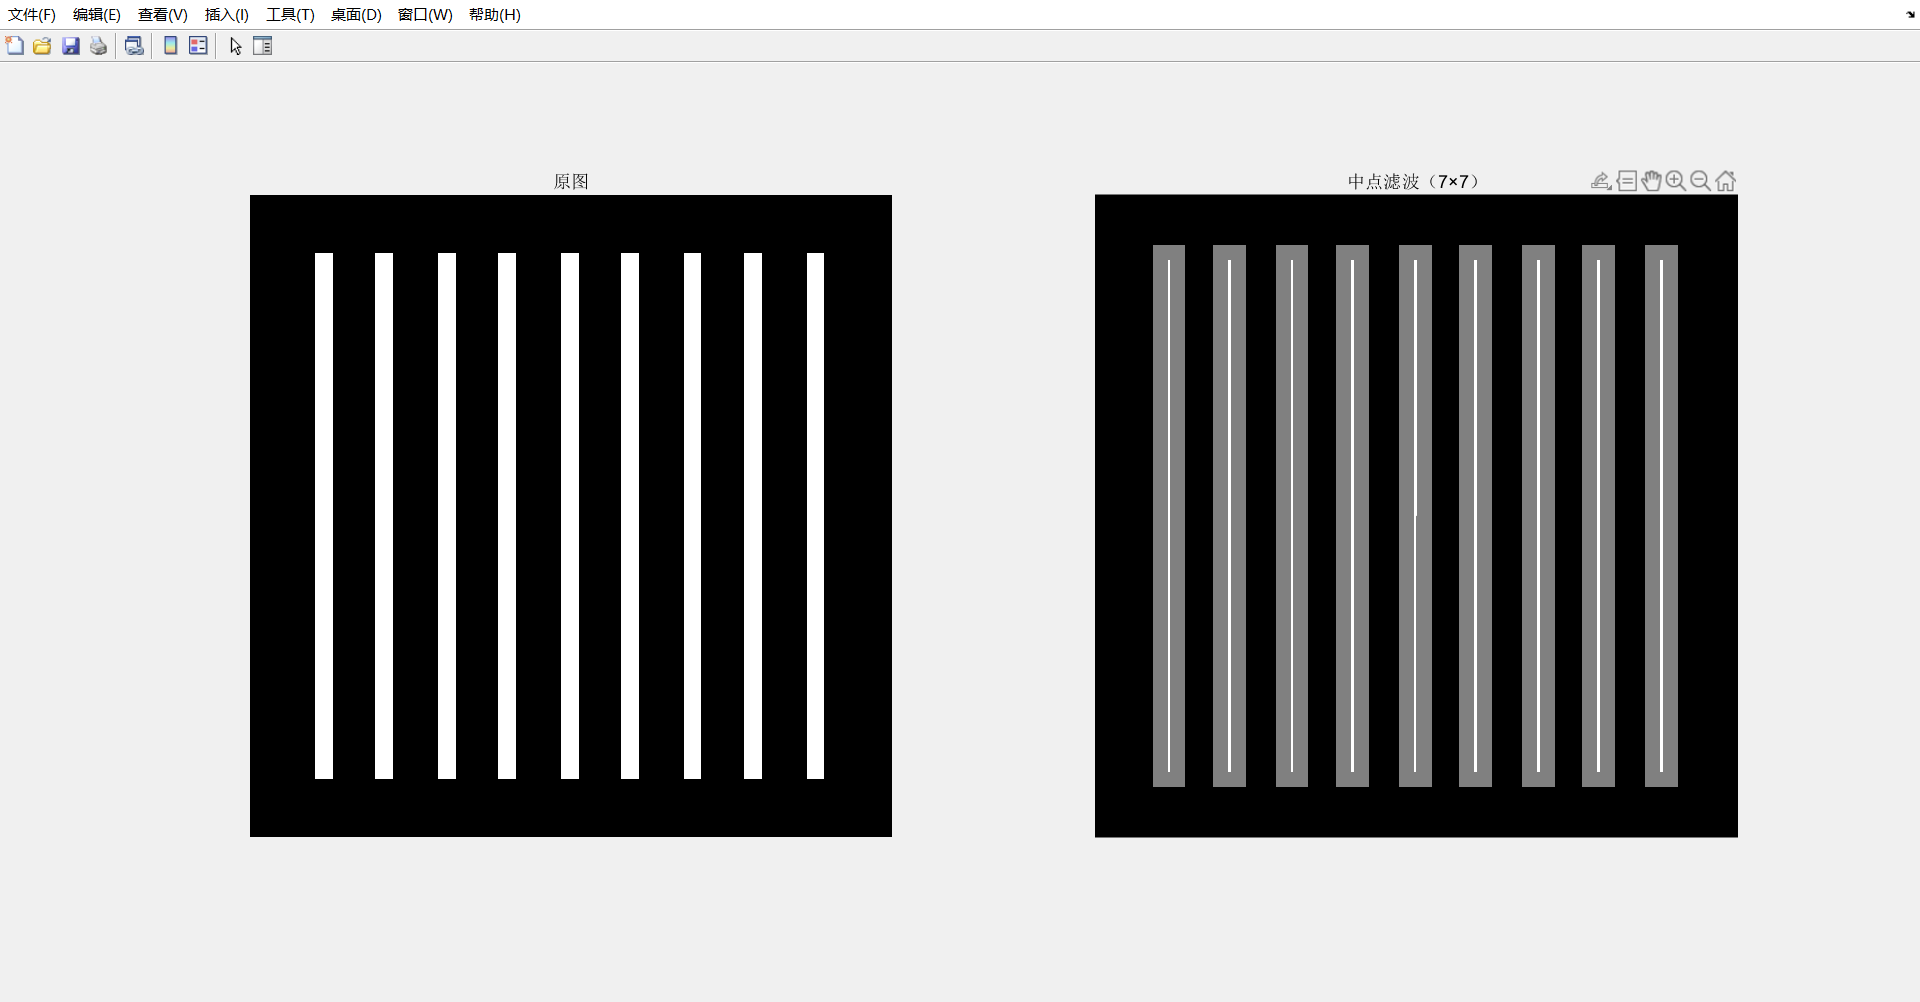 文件(F) 编辑(E) 查看(V) 插入(I) 工具(T) 桌面(D) 窗口(W) 帮助(H)
原图
中点滤波（7×7）